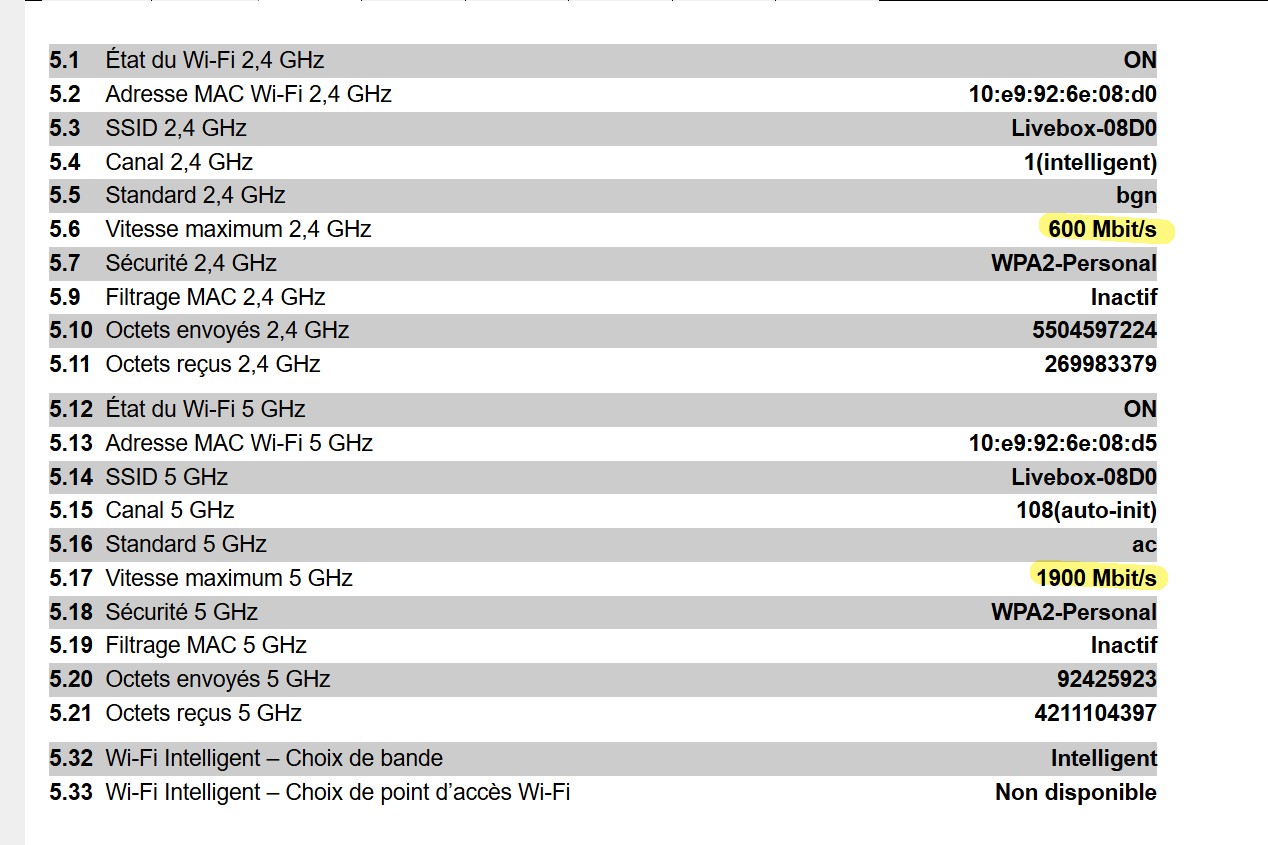 5.1 État du Wi-Fi 2,4 GHz ON
5.2 Adresse MAC Wi-Fi 2,4 GHz 10:e9:92:6e:08:d0
5.3 SSID 2,4 GHz Livebox-08D0
5.4 Canal 2,4 GHz 1(intelligent)
5.5 Standard 2,4 GHz bgn
5.6 Vitesse maximum 2,4 GHz 600 Mbit/s
5.7 Sécurité 2,4 GHz WPA2-Personal
5.9 Filtrage MAC 2,4 GHz Inactif
5.10 Octets envoyés 2,4 GHz 5504597224
5.11 Octets reçus 2,4 GHz 269983379
5.12 État du Wi-Fi 5 GHz ON
5.13 Adresse MAC Wi-Fi 5 GHz 10:e9:92:6e:08:d5
5.14 SSID 5 GHz Livebox-08D0
5.15 Canal 5 GHz 108(auto-init)
5.16 Standard 5 GHz ac
5.17 Vitesse maximum 5 GHz 1900 Mbit/s
5.18 Sécurité 5 GHz WPA2-Personal
5.19 Filtrage MAC 5 GHz Inactif
5.20 Octets envoyés 5 GHz 92425923
5.21 Octets reçus 5 GHz 4211104397
5.32 Wi-Fi Intelligent – Choix de bande Intelligent
5.33 Wi-Fi Intelligent – Choix de point d’accès Wi-Fi Non disponible